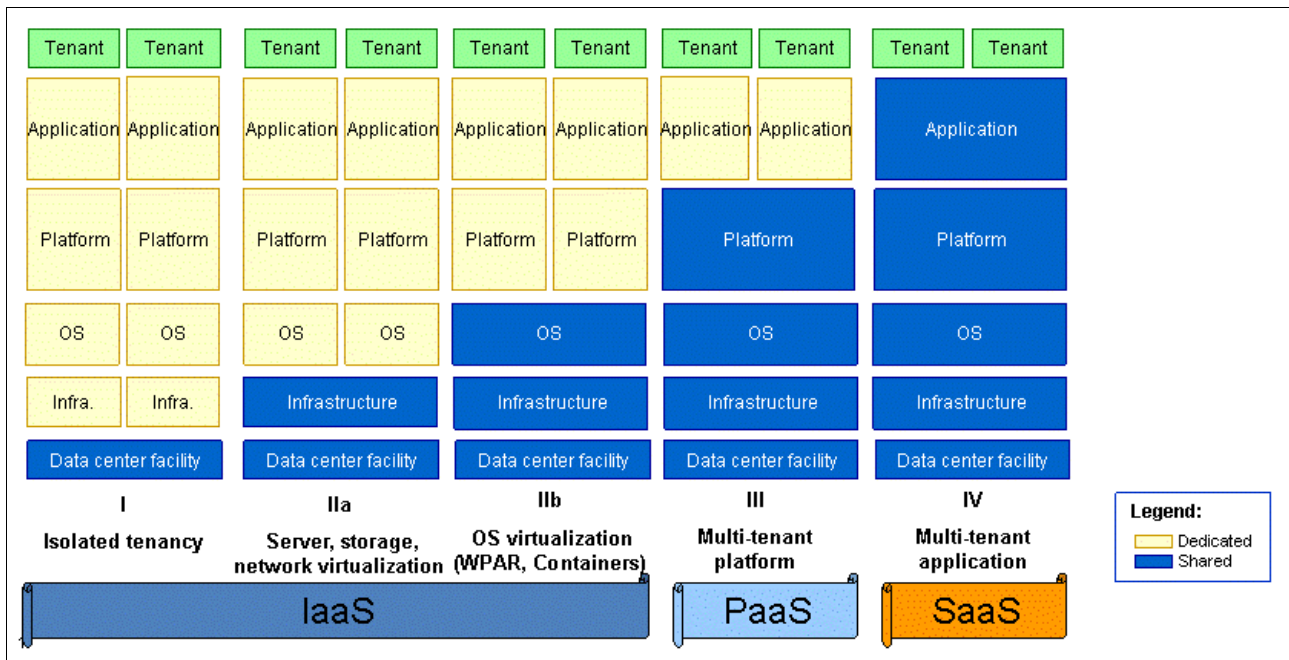 Tenant Tenant Tenant Tenant Tenant Tenant Tenant Tenant Tenant Tenant
Application Application Application Application Application Application Application Application Application
Platform Platform Platform Platform Platform Platform Platform Platform
OS OS OS OS OS OS OS
Infra. Infra. Infrastructure Infrastructure Infrastructure Infrastructure
Data center facility Data center facility Data center facility Data center facility Data center facility
I IIa IIb III IV
Isolated tenancy
Server, storage,
network virtualization
OS virtualization
(WPAR, Containers)
Multi-tenant
platform
Multi-tenant
application
Legend:
Dedicated
Shared
IaaS PaaS SaaS